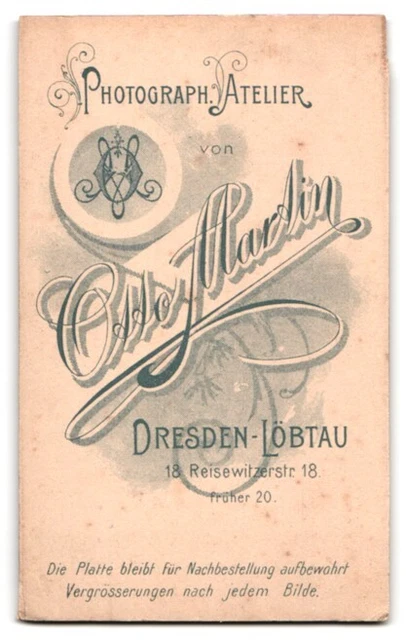 PHOTOGRAPH. ATELIER
von
Otto Martin
DRESDEN-LÖBTAU
18 Reisewitzerstr. 18.
früher 20.
Die Platte bleibt für Nachbestellung aufbewahrt
Vergrösserungen nach jedem Bilde.